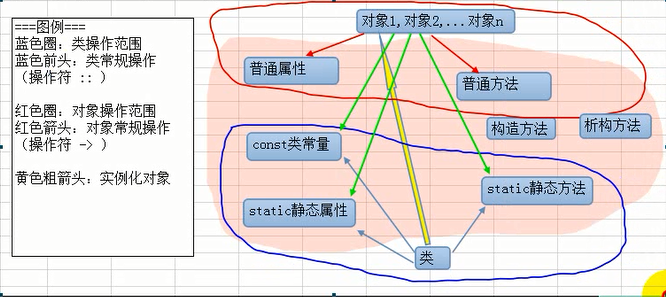 ===图例===
蓝色圈：类操作范围
蓝色前头：类常规操作
（操作符 :: ）
红色圈：对象操作范围
红色箭头：对象常规操作
（操作符 -> ）
黄色粗箭头：实例化对象
对象1,对象2,...对象n
普通属性
普通方法
构造方法
析构方法
const类常量
static静态方法
static静态属性
类